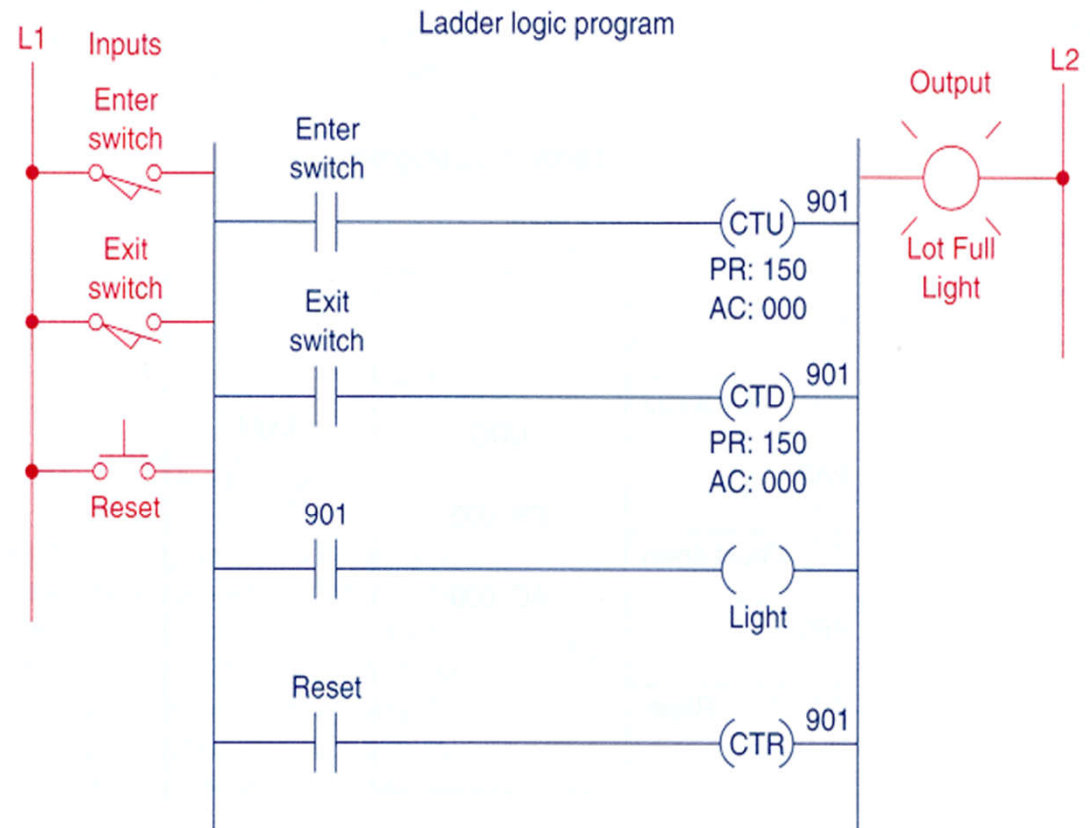 Ladder logic program
L1
Inputs
Enter
switch
Exit
switch
Reset
Enter
switch
CTU
901
PR: 150
AC: 000
Exit
switch
CTD
901
PR: 150
AC: 000
901
Light
Reset
CTR
901
Output
L2
Lot Full
Light